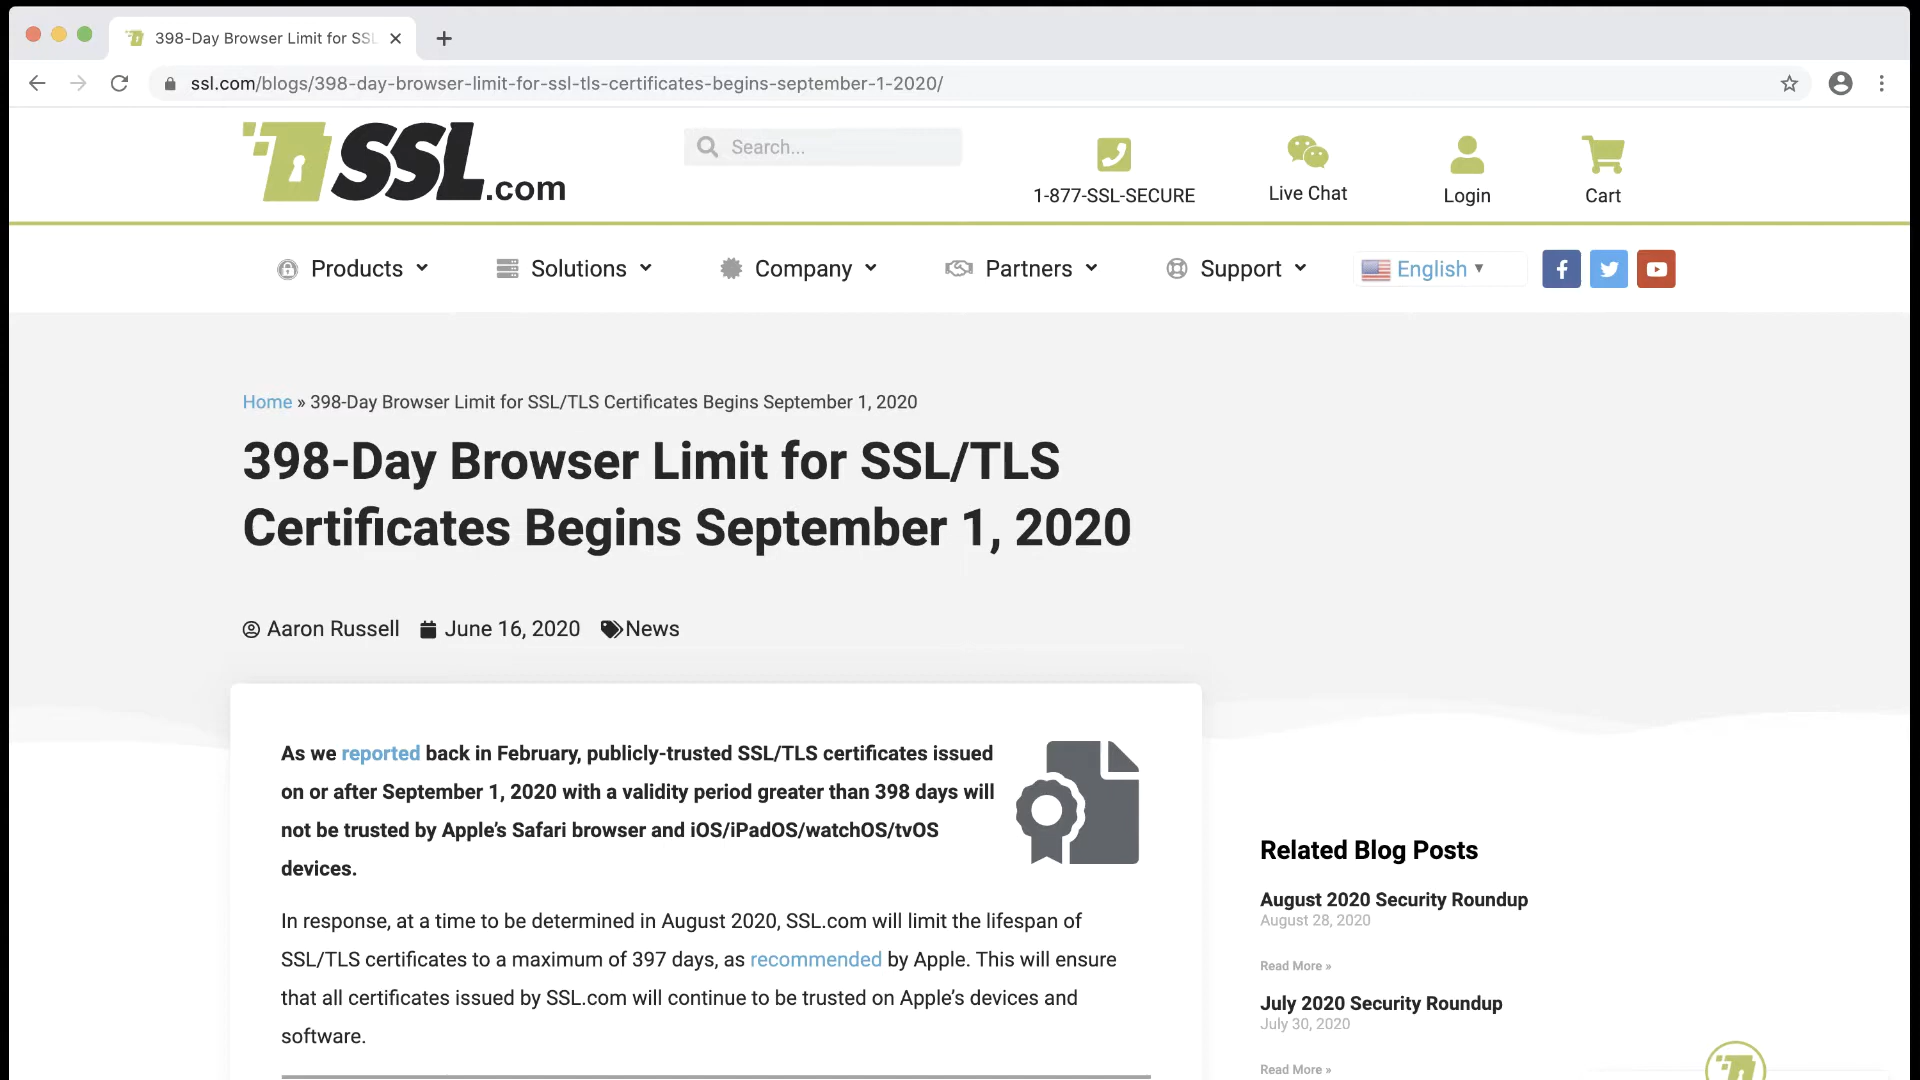 398-Day Browser Limit for SSL
ssl.com/blogs/398-day-browser-limit-for-ssl-tls-certificates-begins-september-1-2020/
SSL.com
Search...
1-877-SSL-SECURE
Live Chat
Login
Cart
Products
Solutions
Company
Partners
Support
English
Home » 398-Day Browser Limit for SSL/TLS Certificates Begins September 1, 2020
398-Day Browser Limit for SSL/TLS
Certificates Begins September 1, 2020
Aaron Russell June 16, 2020 News
As we reported back in February, publicly-trusted SSL/TLS certificates issued
on or after September 1, 2020 with a validity period greater than 398 days will
not be trusted by Apple’s Safari browser and iOS/iPadOS/watchOS/tvOS
devices.
In response, at a time to be determined in August 2020, SSL.com will limit the lifespan of
SSL/TLS certificates to a maximum of 397 days, as recommended by Apple. This will ensure
that all certificates issued by SSL.com will continue to be trusted on Apple’s devices and
software.
Related Blog Posts
August 2020 Security Roundup
August 28, 2020
Read More »
July 2020 Security Roundup
July 30, 2020
Read More »